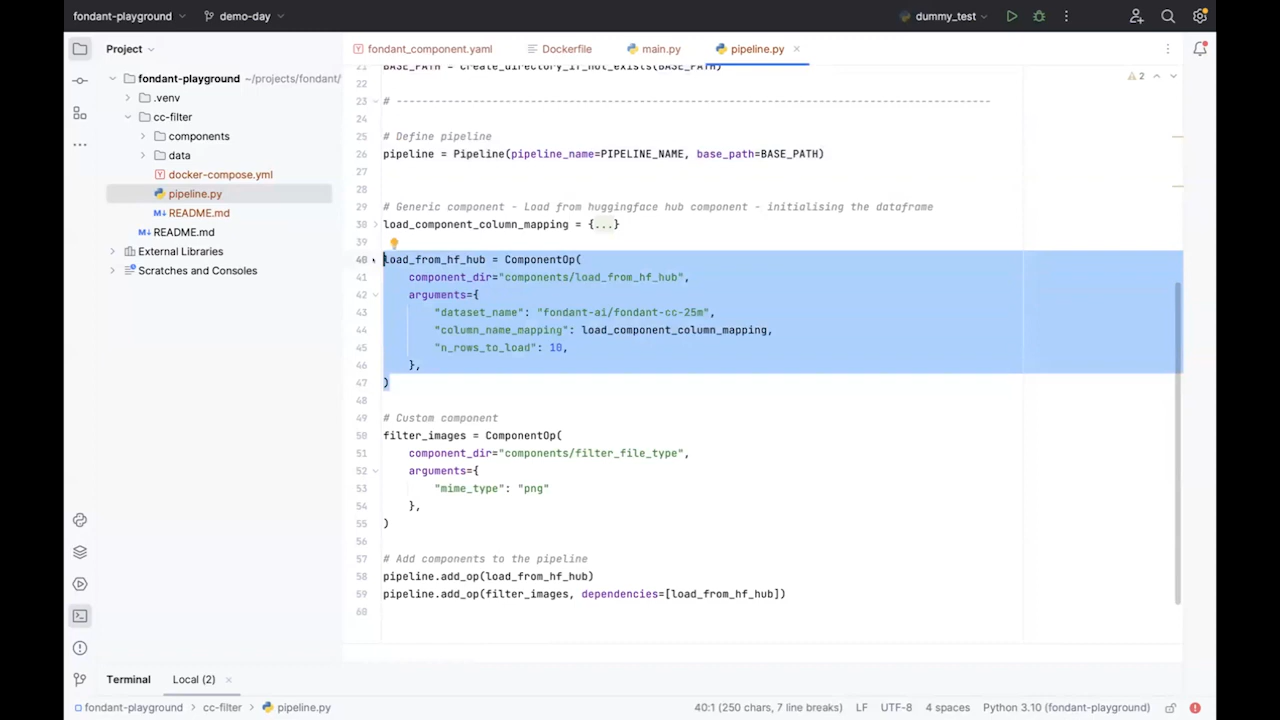 fondant-playground
demo-day
dummy_test
Project
fondant_component.yaml
Dockerfile
main.py
pipeline.py
fondant-playground ~/projects/fondant/
.venv
cc-filter
components
data
docker-compose.yml
pipeline.py
README.md
README.md
External Libraries
Scratches and Consoles
2
21 BASE_PATH = create_directory_if_not_exists(BASE_PATH)
22
23 # ---------------------------------------------------------------------------------------------
24
25 # Define pipeline
26 pipeline = Pipeline(pipeline_name=PIPELINE_NAME, base_path=BASE_PATH)
27
28
29 # Generic component - Load from huggingface hub component - initialising the dataframe
30 load_component_column_mapping = {...}
39
40 load_from_hf_hub = ComponentOp(
41 component_dir="components/load_from_hf_hub",
42 arguments={
43 "dataset_name": "fondant-ai/fondant-cc-25m",
44 "column_name_mapping": load_component_column_mapping,
45 "n_rows_to_load": 10,
46 },
47 )
48
49 # Custom component
50 filter_images = ComponentOp(
51 component_dir="components/filter_file_type",
52 arguments={
53 "mime_type": "png"
54 },
55 )
56
57 # Add components to the pipeline
58 pipeline.add_op(load_from_hf_hub)
59 pipeline.add_op(filter_images, dependencies=[load_from_hf_hub])
60
Terminal
Local (2)
fondant-playground
cc-filter
pipeline.py
40:1 (250 chars, 7 line breaks)
LF
UTF-8
4 spaces
Python 3.10 (fondant-playground)